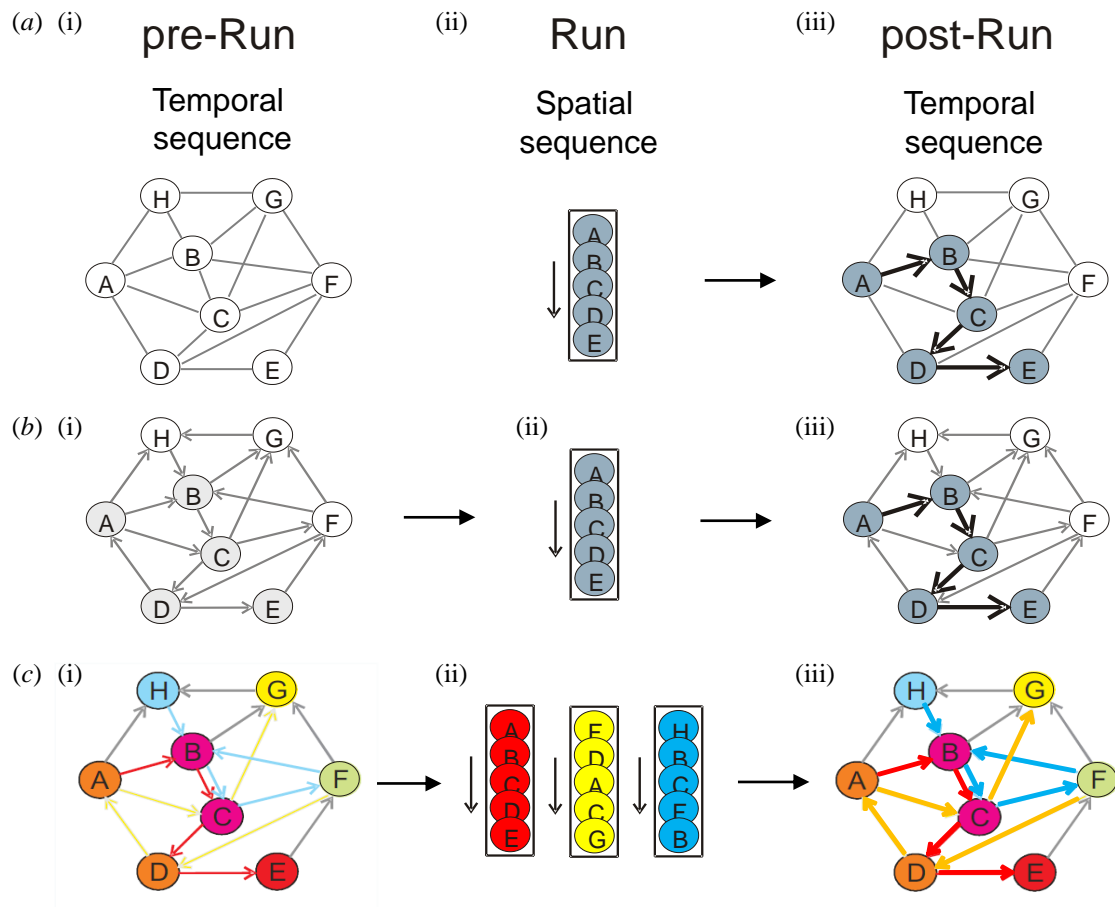 (a) (i) pre-Run (ii) Run (iii) post-Run
Temporal
sequence
Spatial
sequence
Temporal
sequence
H G
B
A F
C
D E
A
B
C
D
E
H G
B
A F
C
D E
(b) (i) (ii) (iii)
H G
B
A F
C
D E
A
B
C
D
E
H G
B
A F
C
D E
(c) (i) (ii) (iii)
H G
B
A F
C
D E
A
B
C
D
E
F
D
A
C
G
H
B
C
F
B
H G
B
A F
C
D E